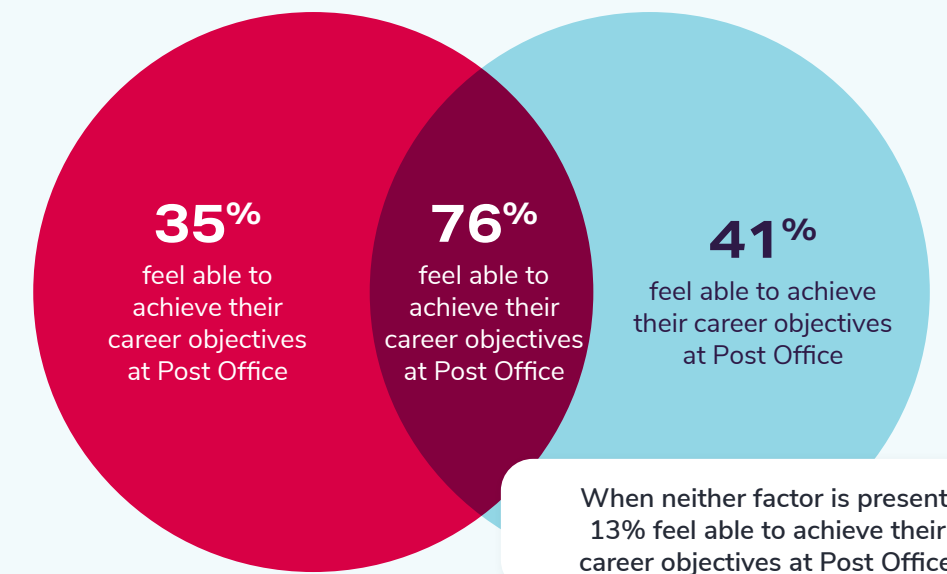 35%
feel able to
achieve their
career objectives
at Post Office
76%
feel able to
achieve their
career objectives
at Post Office
41%
feel able to achieve
their career objectives
at Post Office
When neither factor is present
13% feel able to achieve their
career objectives at Post Office